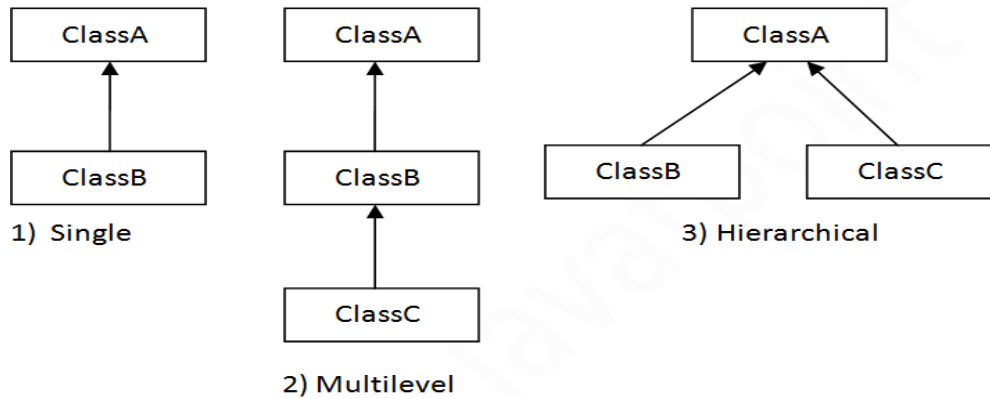 ClassA
ClassB
1) Single
ClassA
ClassB
ClassC
2) Multilevel
ClassA
ClassB
ClassC
3) Hierarchical